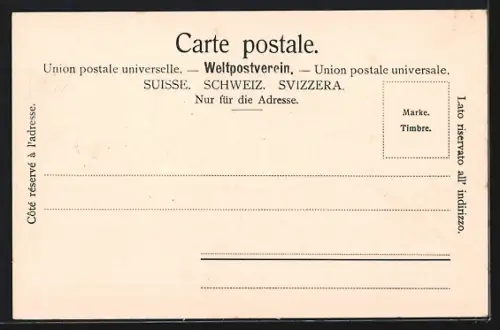 Carte postale.
Union postale universelle. — Weltpostverein. — Union postale universale.
SUISSE. SCHWEIZ. SVIZZERA.
Nur für die Adresse.
Marke.
Timbre.
Côté réservé à l'adresse.
Lato riservato all' indirizzo.